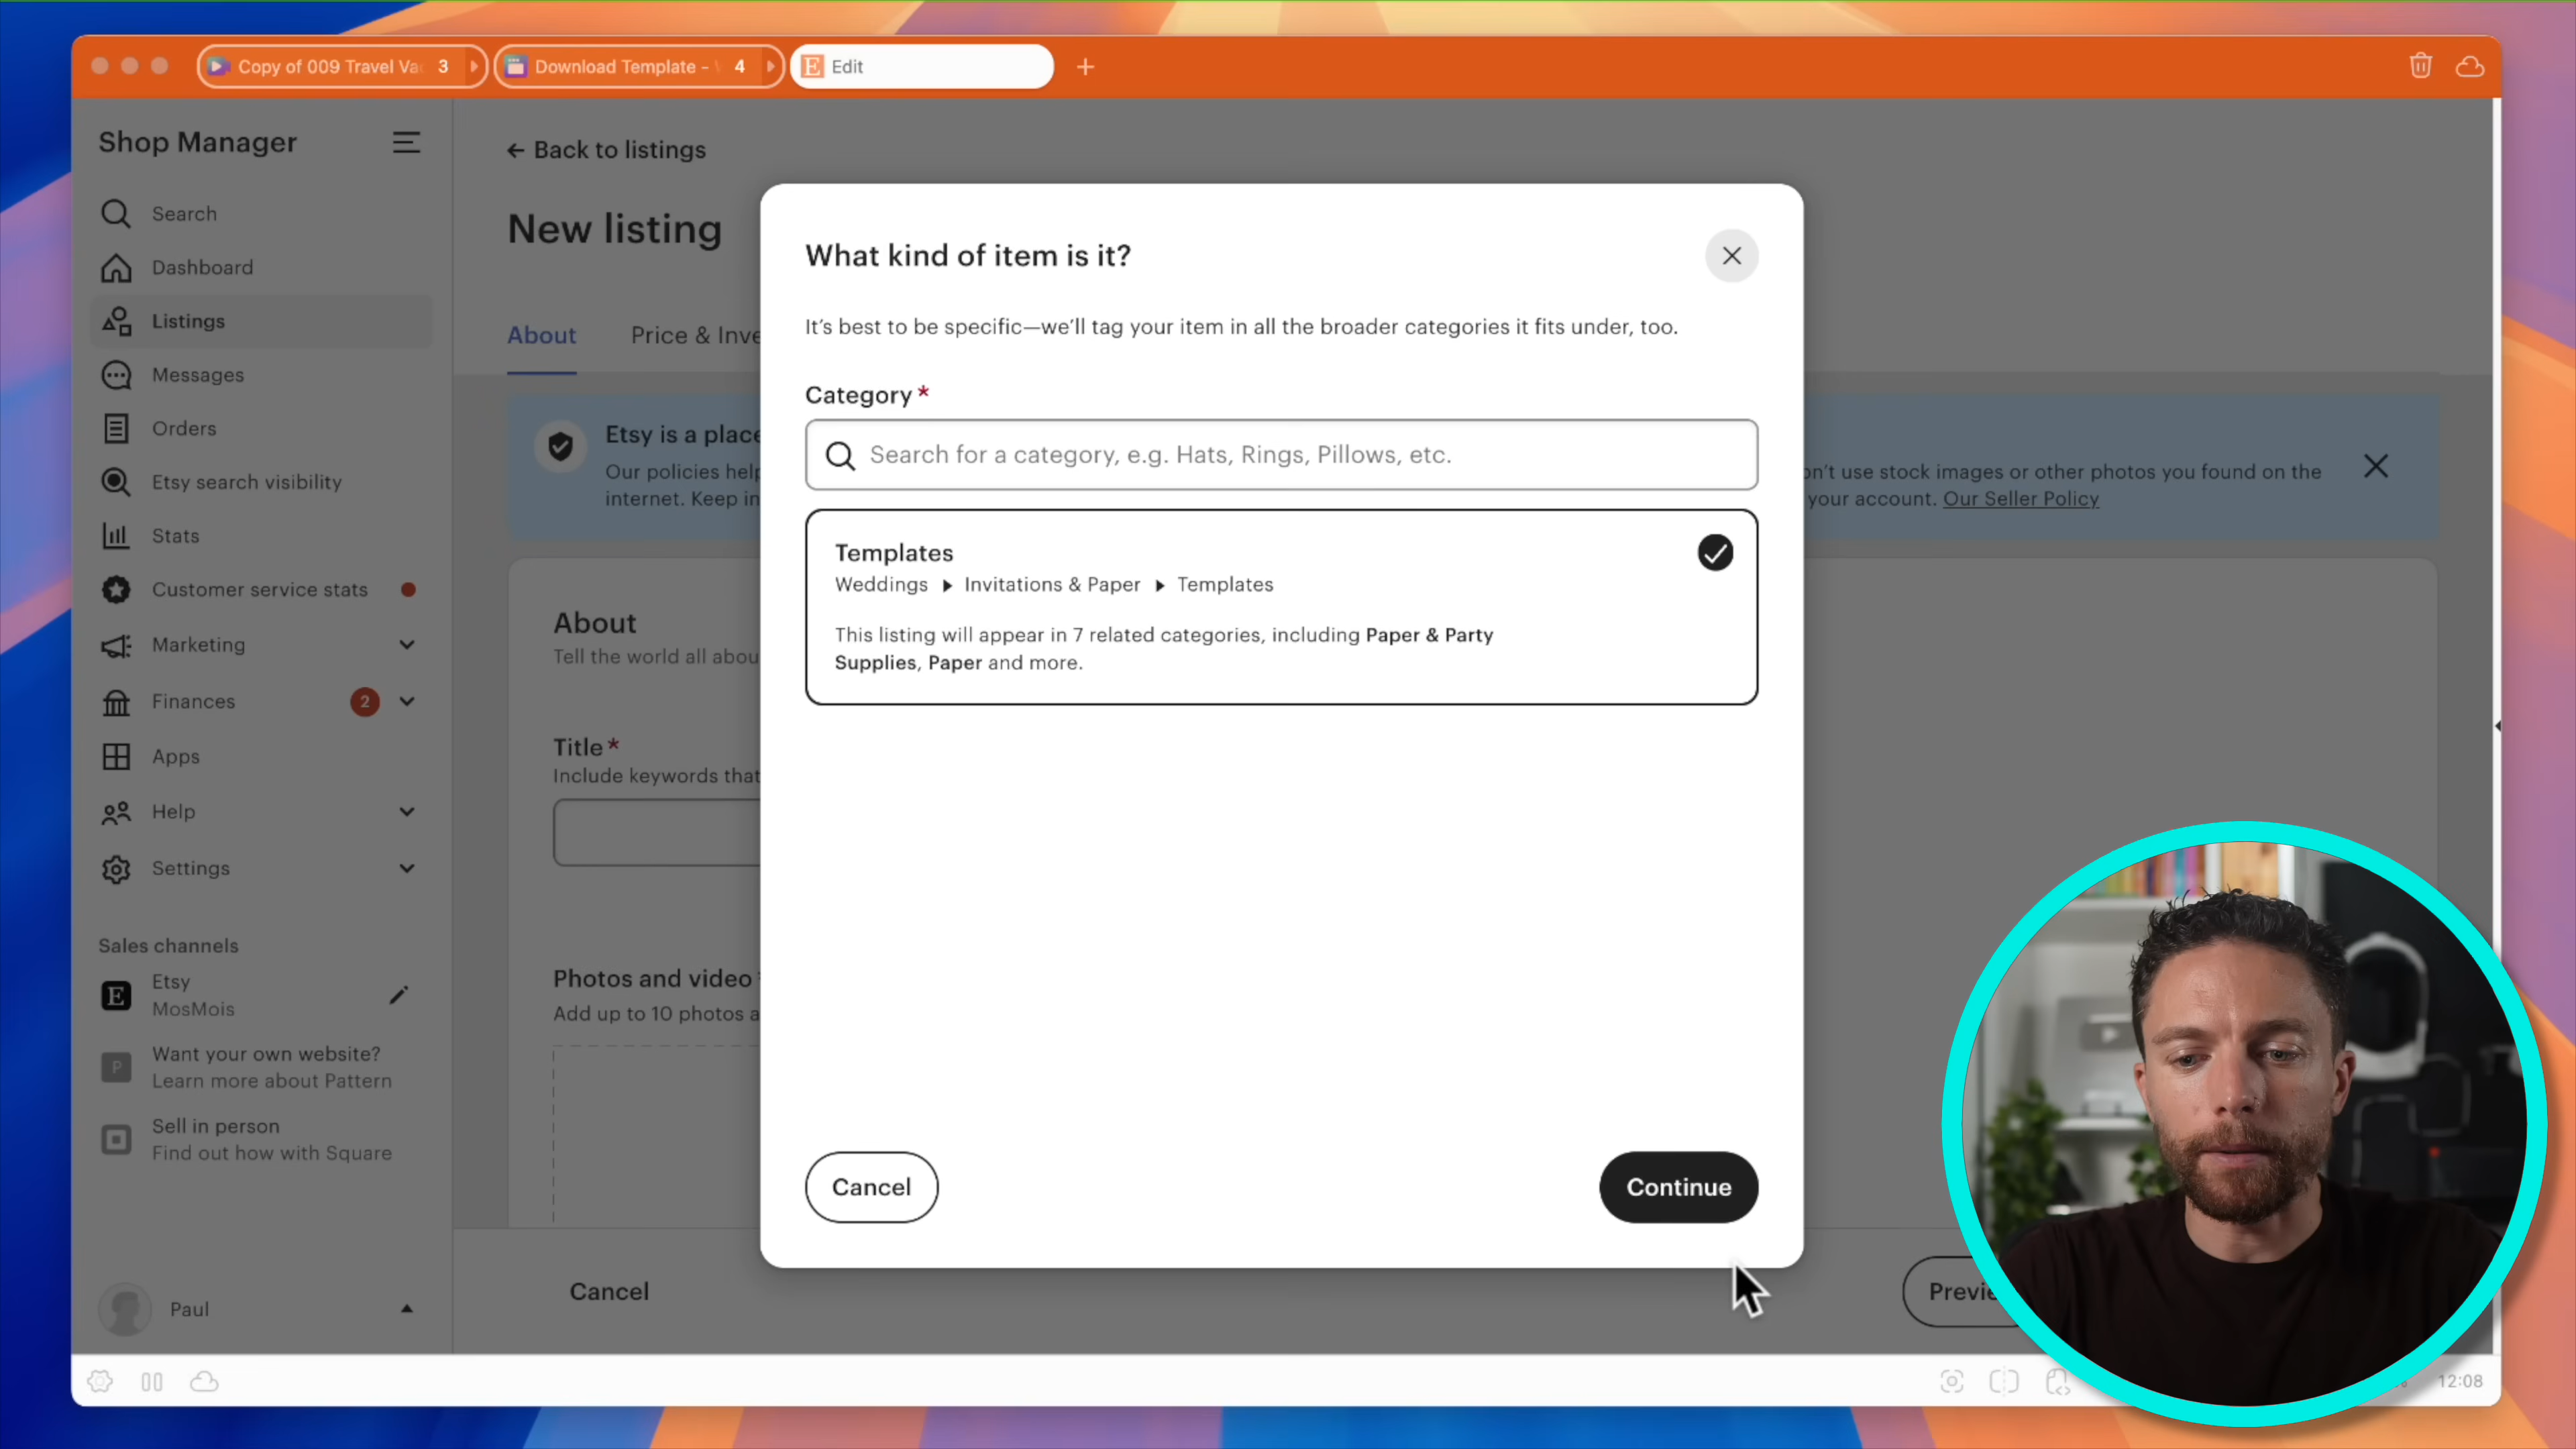 Copy of 009 Travel Va 3
Download Template - 4
Edit
Shop Manager
Search
Dashboard
Listings
Messages
Orders
Etsy search visibility
Stats
Customer service stats
Marketing
Finances 2
Apps
Help
Settings
Sales channels
Etsy
MosMois
P
Want your own website?
Learn more about Pattern
Sell in person
Find out how with Square
Paul
← Back to listings
New listing
About Price & Inve
Etsy is a place
Our policies help
internet. Keep in
on't use stock images or other photos you found on the
your account. Our Seller Policy
About
Tell the world all abou
Title *
Include keywords that
Photos and video
Add up to 10 photos a
Cancel
Previe
What kind of item is it?
It's best to be specific—we'll tag your item in all the broader categories it fits under, too.
Category *
Search for a category, e.g. Hats, Rings, Pillows, etc.
Templates
Weddings ▸ Invitations & Paper ▸ Templates
This listing will appear in 7 related categories, including Paper & Party
Supplies, Paper and more.
Cancel
Continue
12:08